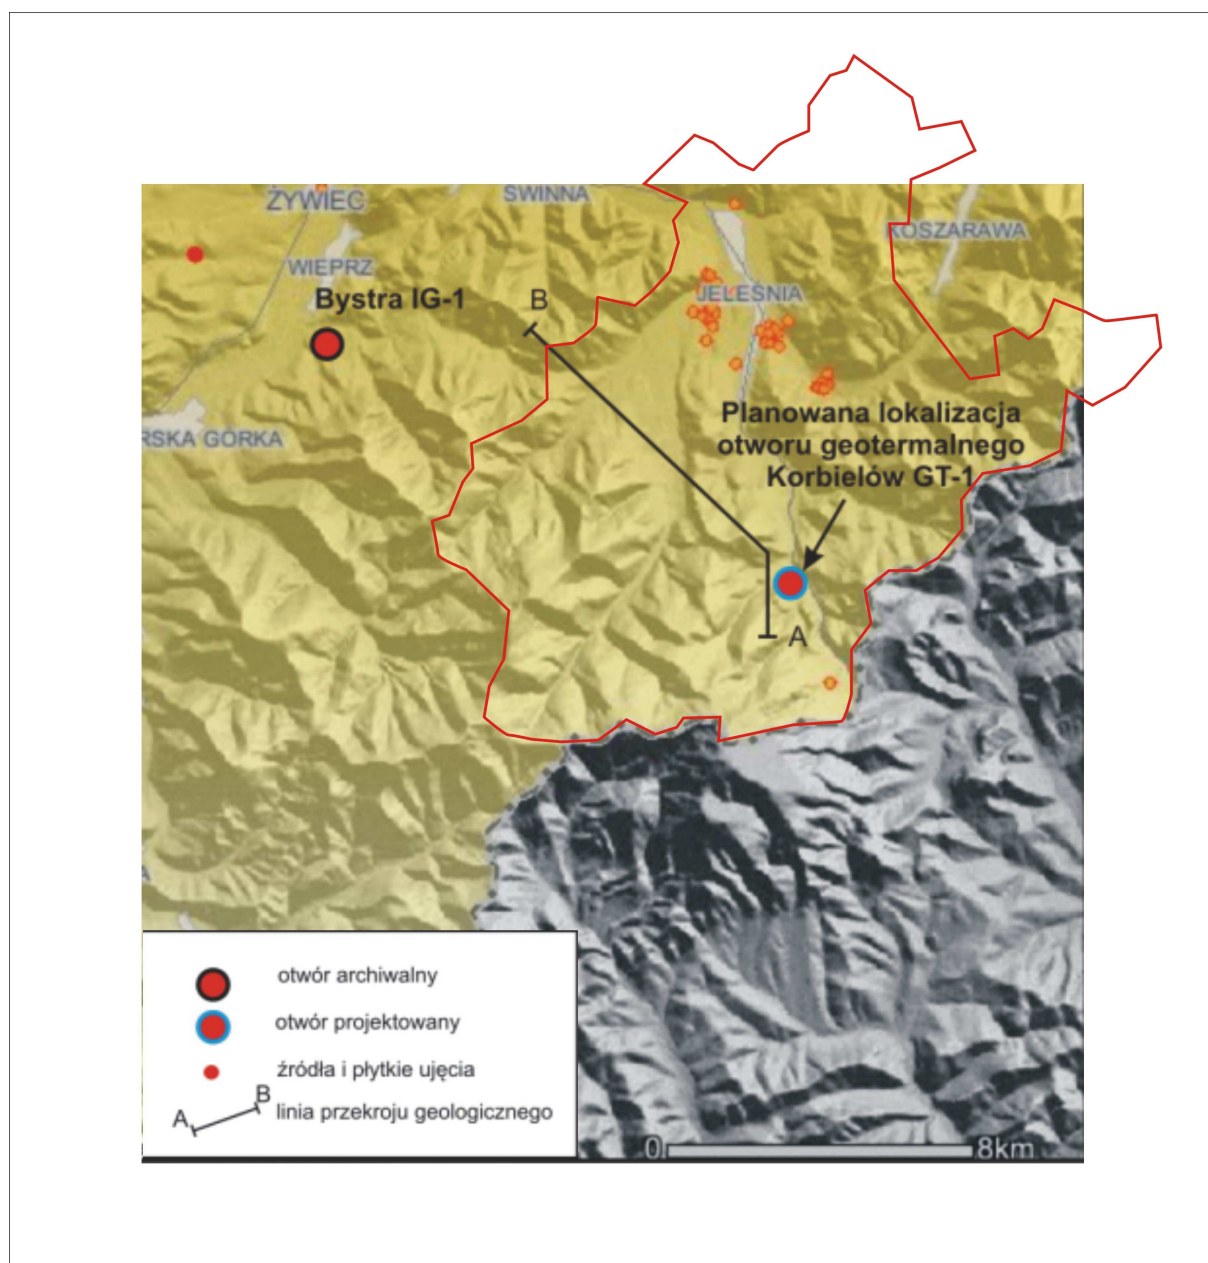 ŻYWIEC
SWINNA
KOSZARAWA
WIEPRZ
Bystra IG-1
B
JELEŚNIA
Planowana lokalizacja
otworu geotermalnego
Korbielów GT-1
RSKA GÓRKA
A
otwór archiwalny
otwór projektowany
źródła i płytkie ujęcia
A B linia przekroju geologicznego
0 8km